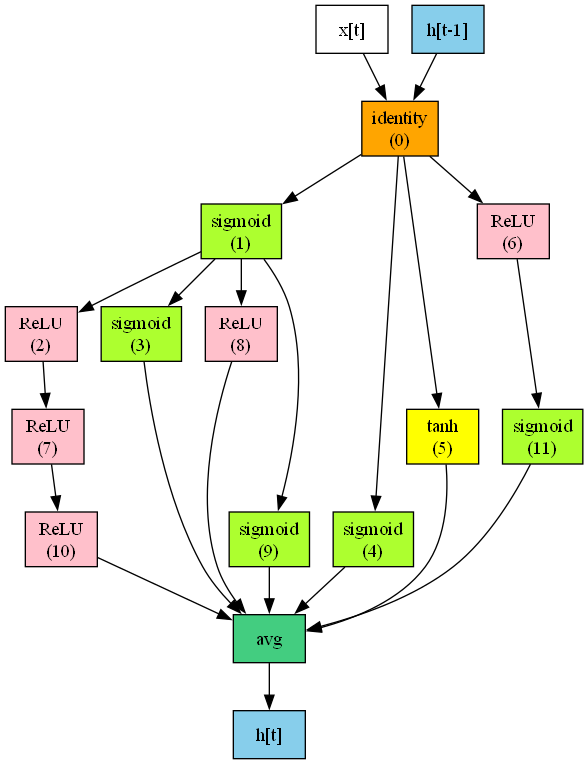 x[t]
h[t-1]
identity
(0)
sigmoid
(1)
ReLU
(6)
ReLU
(2)
sigmoid
(3)
ReLU
(8)
ReLU
(7)
tanh
(5)
sigmoid
(11)
ReLU
(10)
sigmoid
(9)
sigmoid
(4)
avg
h[t]